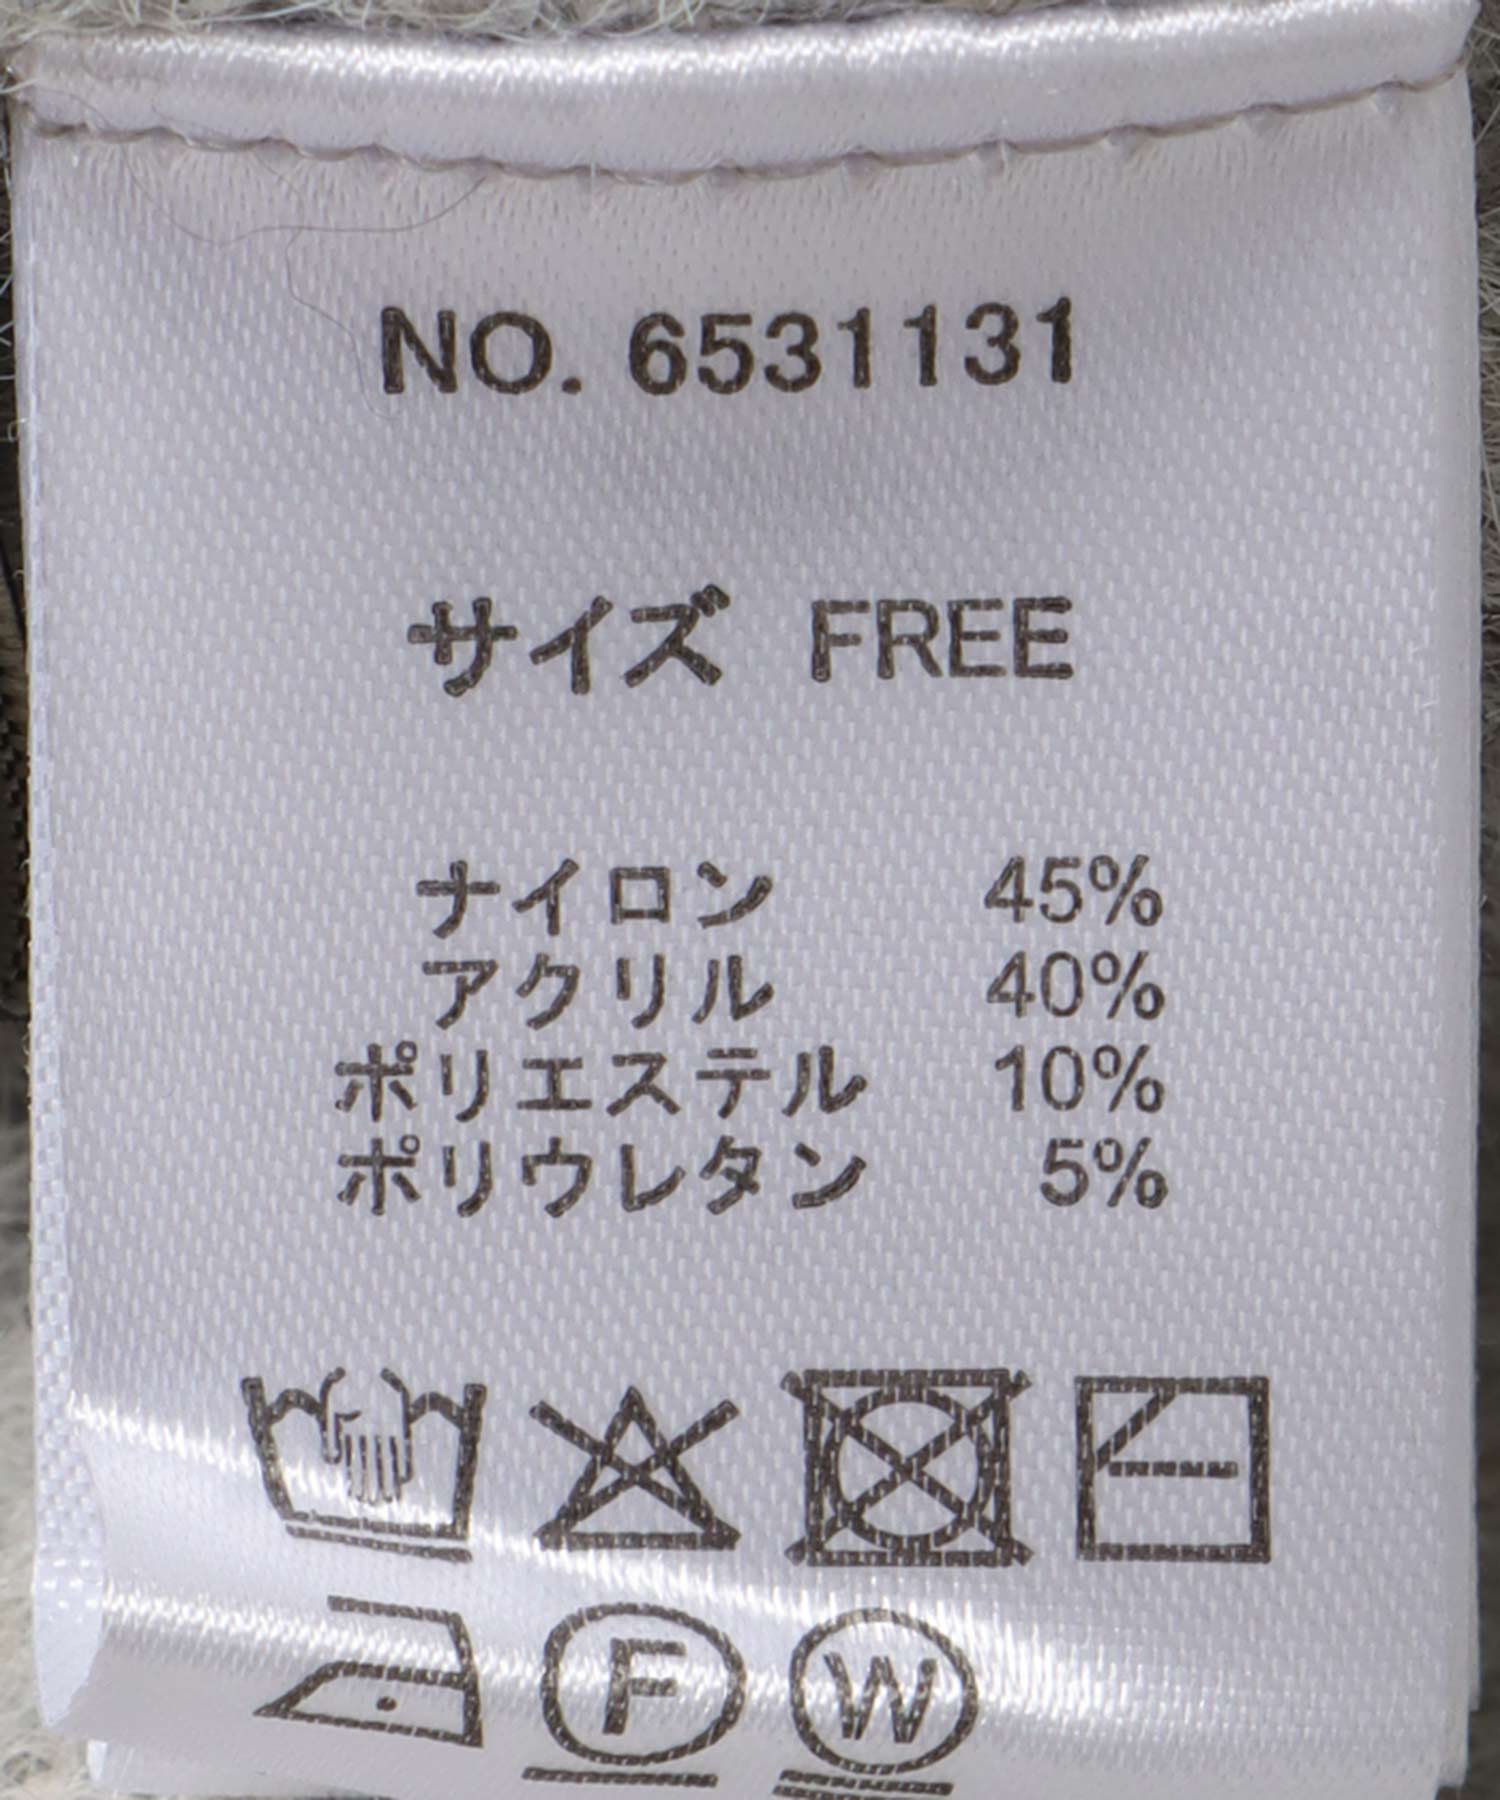 NO. 6531131
サイズ FREE
ナイロン 45%
アクリル 40%
ポリエステル 10%
ポリウレタン 5%
F W